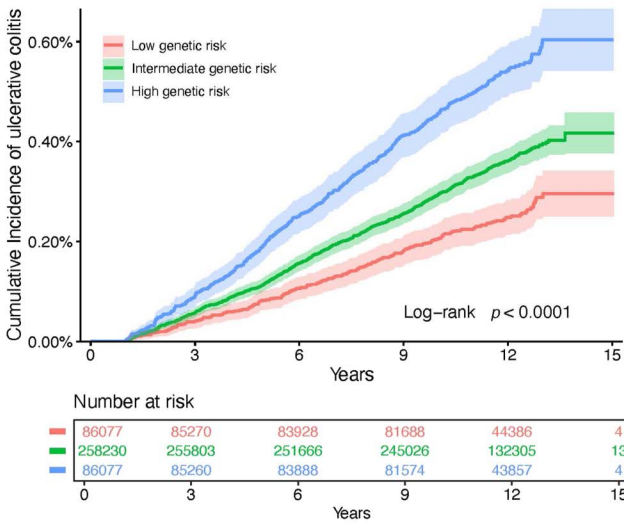 Cumulative Incidence of ulcerative colitis
0.60%
0.40%
0.20%
0.00%
Low genetic risk
Intermediate genetic risk
High genetic risk
Log-rank p < 0.0001
0 3 6 9 12 15
Years
Number at risk
86077 85270 83928 81688 44386 4
258230 255803 251666 245026 132305 13
86077 85260 83888 81574 43857 4
0 3 6 9 12 15
Years